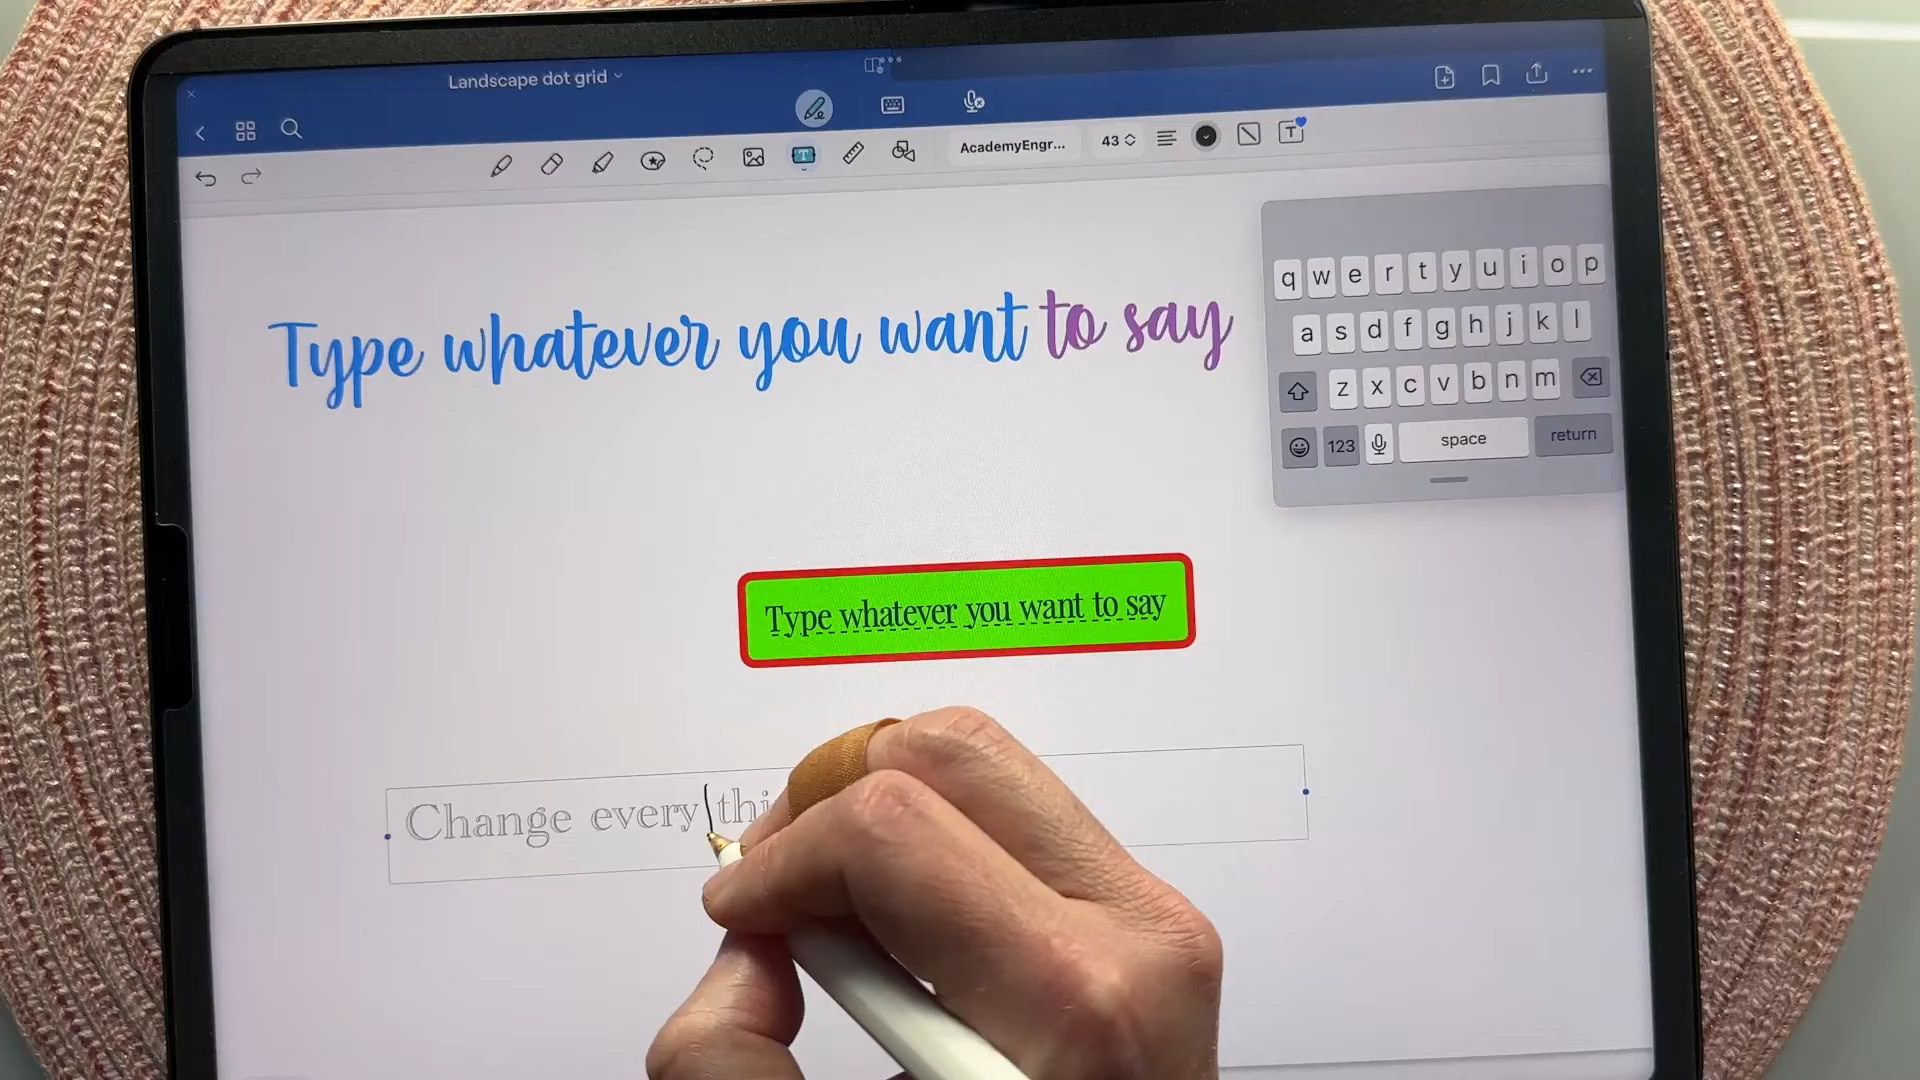 Landscape dot grid
AcademyEngr... 43
Type whatever you want to say
q w e r t y u i o p
a s d f g h j k l
z x c v b n m
123 space return
Type whatever you want to say
Change every thi